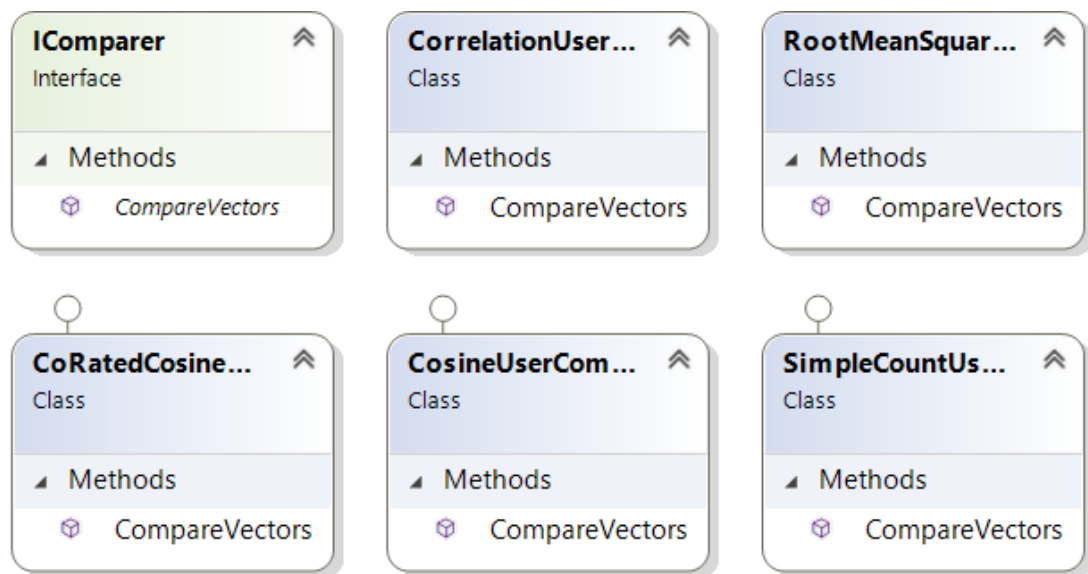 IComparer
Interface
Methods
CompareVectors
CorrelationUser...
Class
Methods
CompareVectors
RootMeanSquar...
Class
Methods
CompareVectors
CoRatedCosine...
Class
Methods
CompareVectors
CosineUserCom...
Class
Methods
CompareVectors
SimpleCountUs...
Class
Methods
CompareVectors